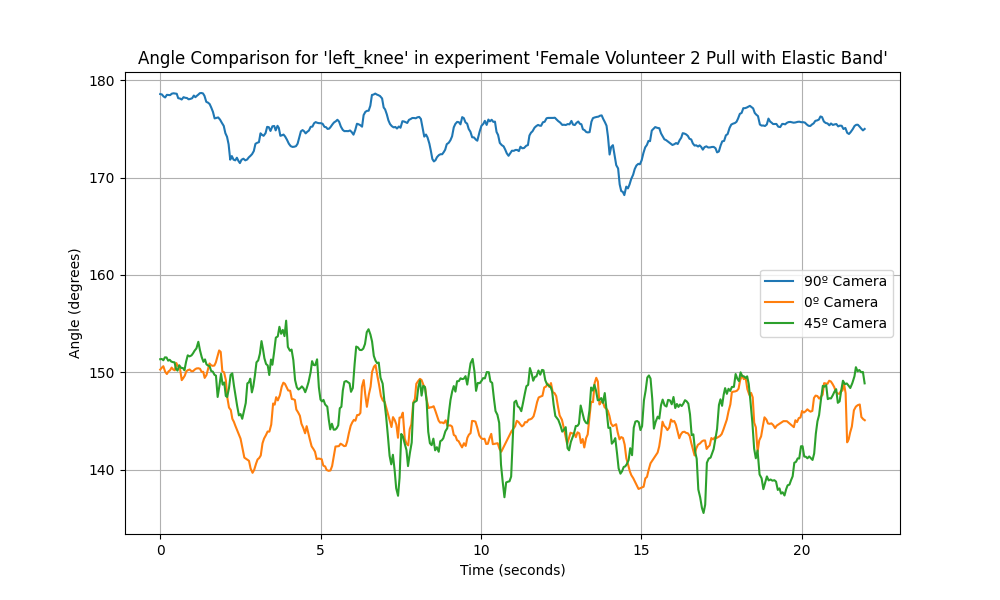 Angle Comparison for 'left_knee' in experiment 'Female Volunteer 2 Pull with Elastic Band'
180
170
160
150
140
Angle (degrees)
90º Camera
0º Camera
45º Camera
0 5 10 15 20
Time (seconds)